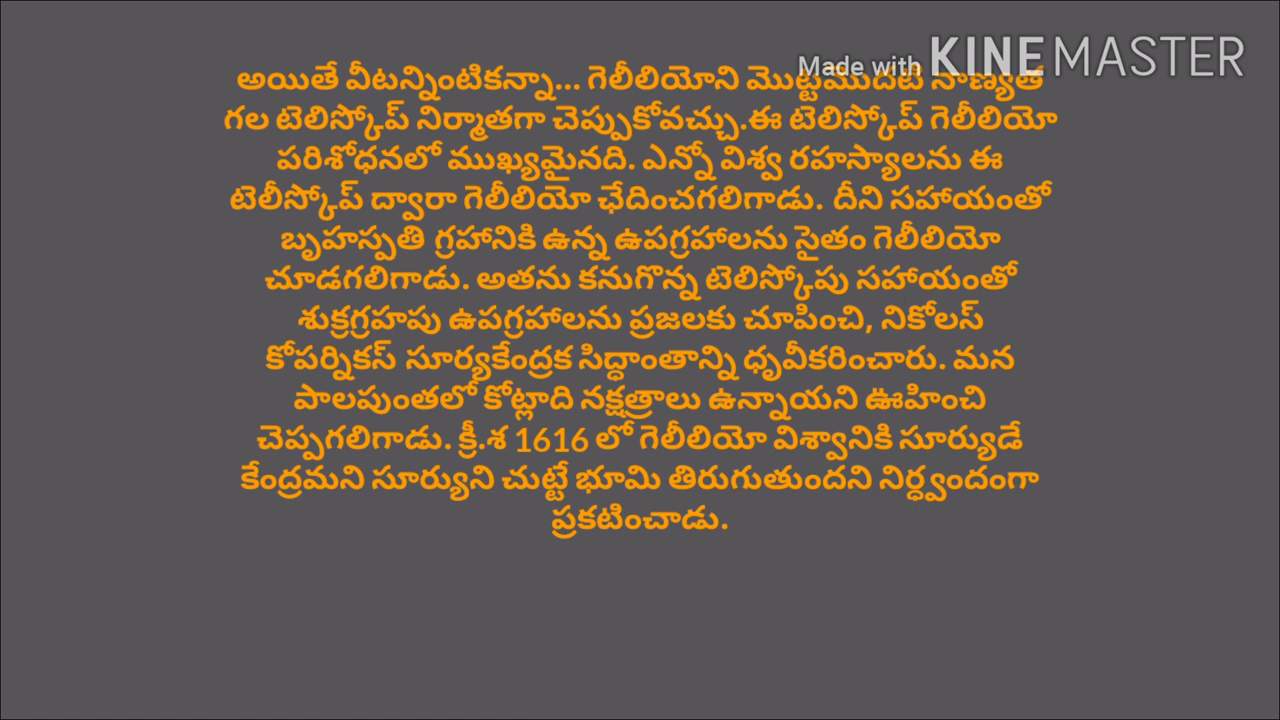 Made with KINEMASTER
అయితే వీటన్నింటికన్నా... గెలీలియోని మొట్టమొదటి నాణ్యత
గల టెలిస్కోప్ నిర్మాతగా చెప్పుకోవచ్చు.ఈ టెలిస్కోప్ గెలీలియో
పరిశోధనలో ముఖ్యమైనది. ఎన్నో విశ్వ రహస్యాలను ఈ
టెలీస్కోప్ ద్వారా గెలీలియో ఛేదించగలిగాడు. దీని సహాయంతో
బృహస్పతి గ్రహానికి ఉన్న ఉపగ్రహాలను సైతం గెలీలియో
చూడగలిగాడు. అతను కనుగొన్న టెలిస్కోపు సహాయంతో
శుక్రగ్రహపు ఉపగ్రహాలను ప్రజలకు చూపించి, నికోలస్
కోపర్నికస్ సూర్యకేంద్రక సిద్ధాంతాన్ని ధృవీకరించారు. మన
పాలపుంతలో కోట్లాది నక్షత్రాలు ఉన్నాయని ఊహించి
చెప్పగలిగాడు. క్రీ.శ 1616 లో గెలీలియో విశ్వానికి సూర్యుడే
కేంద్రమని సూర్యుని చుట్టే భూమి తిరుగుతుందని నిర్ధ్వందంగా
ప్రకటించాడు.